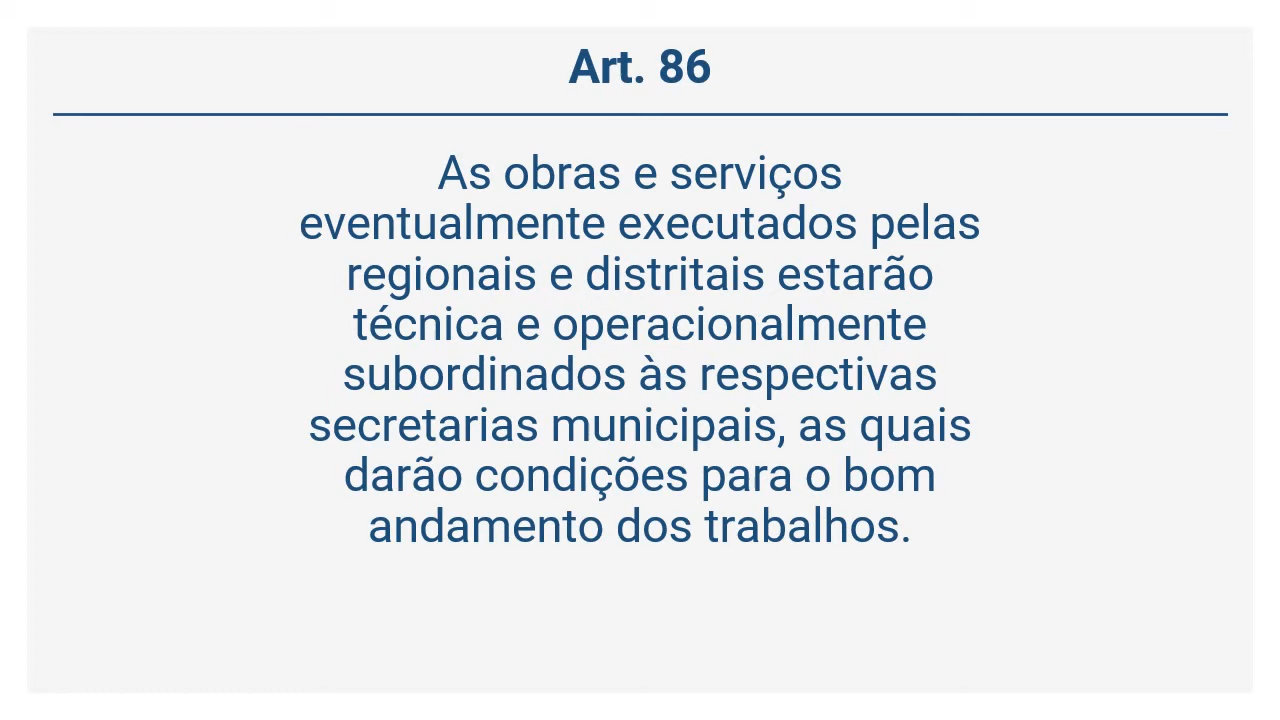 Art. 86
As obras e serviços
eventualmente executados pelas
regionais e distritais estarão
técnica e operacionalmente
subordinados às respectivas
secretarias municipais, as quais
darão condições para o bom
andamento dos trabalhos.